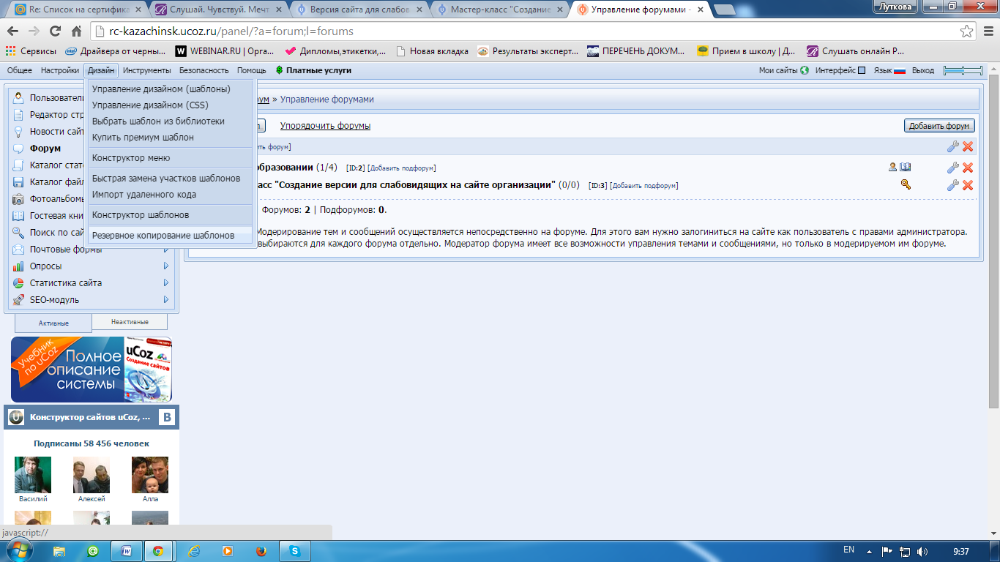 Re: Список на сертифика
Слушай. Чувствуй. Мечт
Версия сайта для слабов
Мастер-класс "Создание
Управление форумами -
Луткова
rc-kazachinsk.ucoz.ru/panel/?a=forum;l=forums
Сервисы
Драйвера от черны...
WEBINAR.RU | Орга...
Дипломы,этикетки,...
Новая вкладка
Результаты эксперт...
ПЕРЕЧЕНЬ ДОКУМ...
Прием в школу | Д...
Слушать онлайн Р...
Общее Настройки Дизайн Инструменты Безопасность Помощь $ Платные услуги
Мои сайты Интерфейс Язык Выход
Управление дизайном (шаблоны)
Управление дизайном (CSS)
Выбрать шаблон из библиотеки
Купить премиум шаблон
Конструктор меню
Быстрая замена участков шаблонов
Импорт удаленного кода
Конструктор шаблонов
Резервное копирование шаблонов
Пользовател
Редактор стр
Новости сайт
Форум
Каталог стат
Каталог файл
Фотоальбомы
Гостевая кни
Поиск по сай
Почтовые формы
Опросы
Статистика сайта
SEO-модуль
Активные
Неактивные
ум » Управление форумами
Упорядочить форумы
Добавить форум
ть форум]
бразовании (1/4) [ID:2] [Добавить подфорум]
сс "Создание версии для слабовидящих на сайте организации" (0/0) [ID:3] [Добавить подфорум]
Форумов: 2 | Подфорумов: 0.
Модерирование тем и сообщений осуществляется непосредственно на форуме. Для этого вам нужно залогиниться на сайте как пользователь с правами администратора.
выбираются для каждого форума отдельно. Модератор форума имеет все возможности управления темами и сообщениями, но только в модерируемом им форуме.
Учебник
по uCoz
Полное
описание
системы
uCoz
Создание сайтов
Конструктор сайтов uCoz, ...
B
Подписаны 58 456 человек
Василий
Алексей
Алла
javascript://
EN
9:37